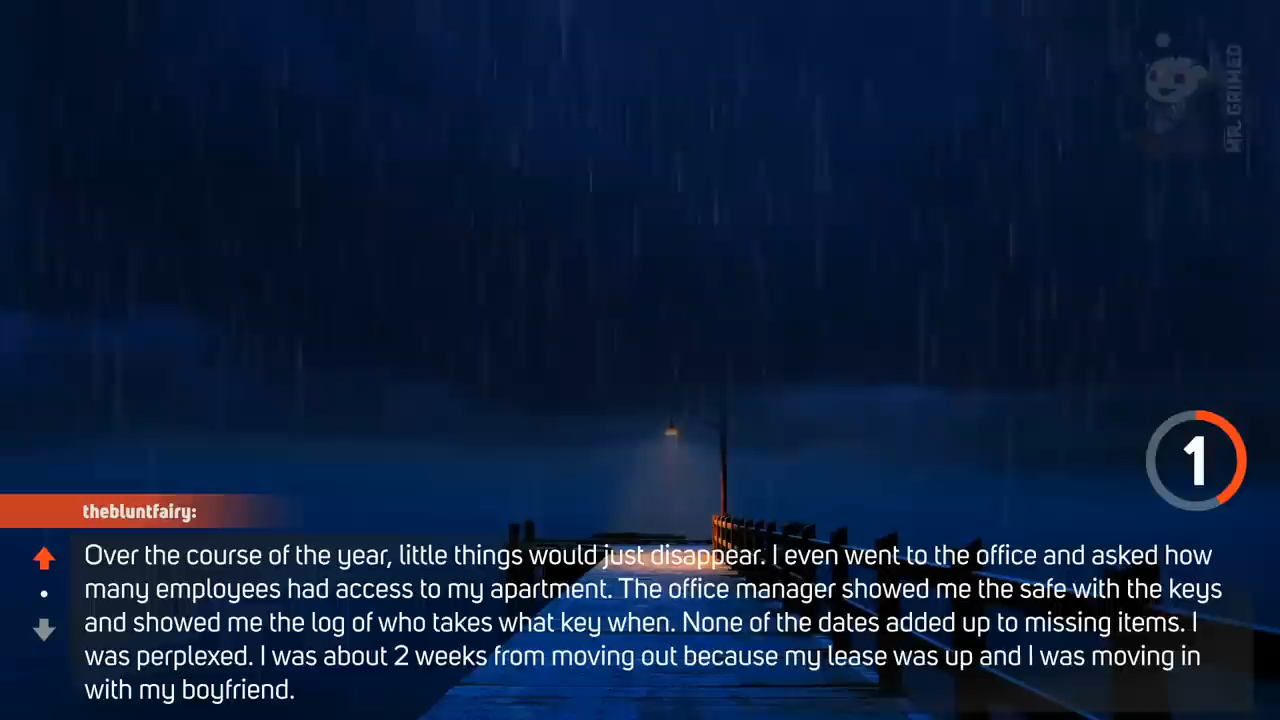 MR. GRIMED
1
thebluntfairy:
Over the course of the year, little things would just disappear. I even went to the office and asked how
many employees had access to my apartment. The office manager showed me the safe with the keys
and showed me the log of who takes what key when. None of the dates added up to missing items. I
was perplexed. I was about 2 weeks from moving out because my lease was up and I was moving in
with my boyfriend.